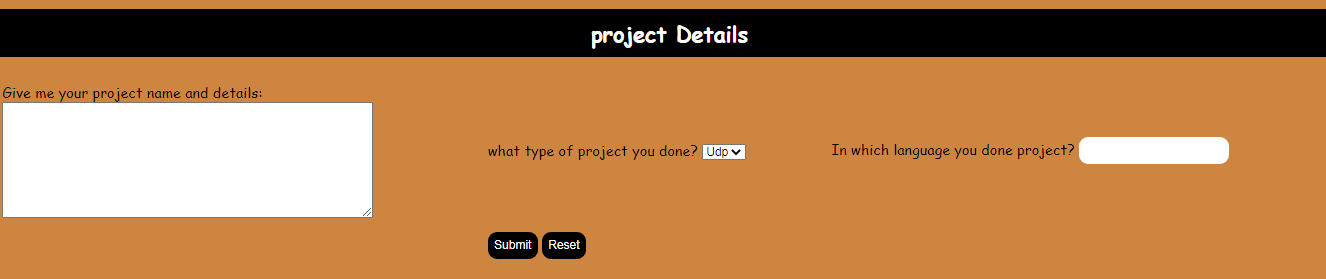 project Details
Give me your project name and details:
what type of project you done? Udp
In which language you done project?
Submit Reset